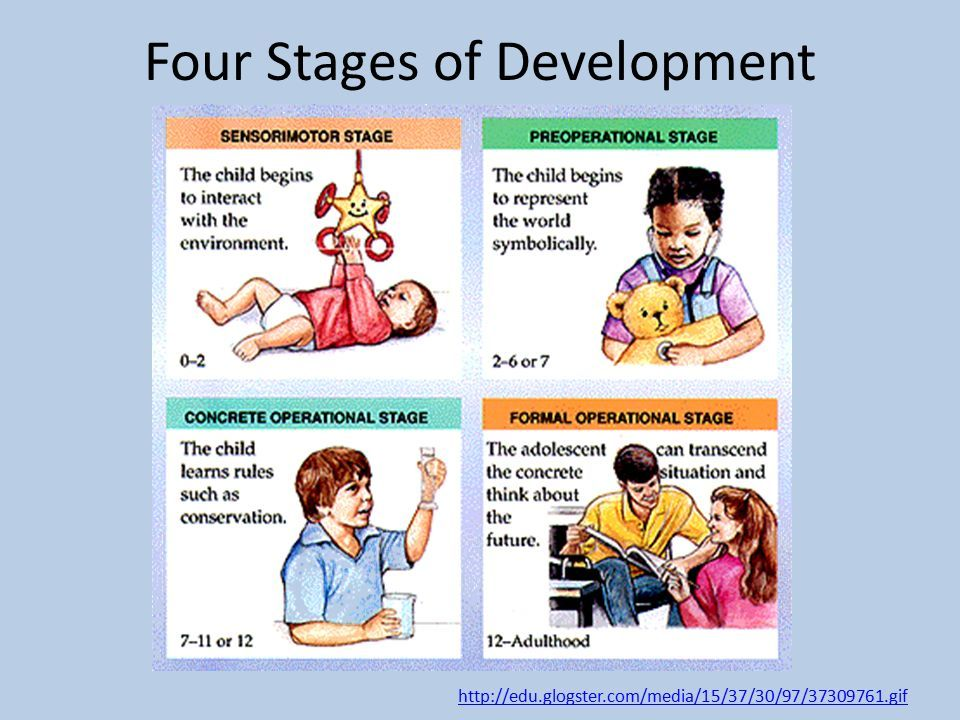 Four Stages of Development
SENSORIMOTOR STAGE
The child begins
to interact
with the
environment.
0–2
PREOPERATIONAL STAGE
The child begins
to represent
the world
symbolically.
2–6 or 7
CONCRETE OPERATIONAL STAGE
The child
learns rules
such as
conservation.
7–11 or 12
FORMAL OPERATIONAL STAGE
The adolescent can transcend
the concrete situation and
think about
the
future.
12–Adulthood
http://edu.glogster.com/media/15/37/30/97/37309761.gif